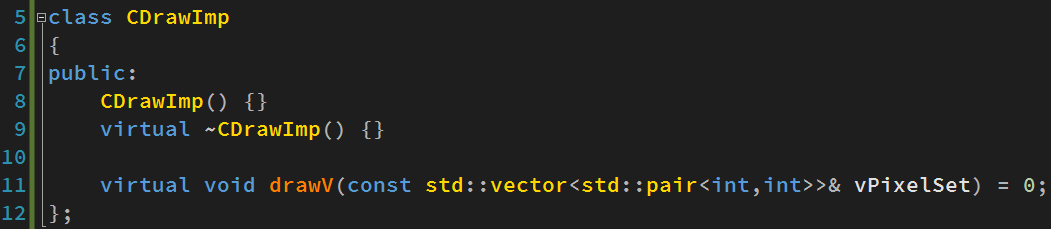 5 class CDrawImp
6 {
7 public:
8     CDrawImp() {}
9     virtual ~CDrawImp() {}
10
11     virtual void drawV(const std::vector<std::pair<int,int>>& vPixelSet) = 0;
12 };